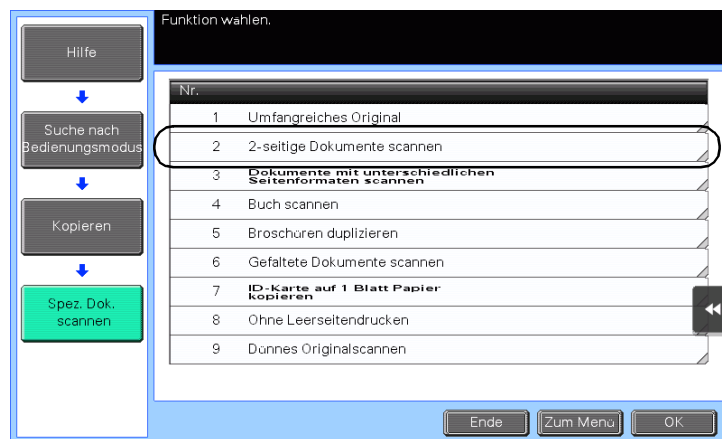 Funktion wählen.
Hilfe
Suche nach
Bedienungsmodus
Kopieren
Spez. Dok.
scannen
Nr.
1 Umfangreiches Original
2 2-seitige Dokumente scannen
3 Dokumente mit unterschiedlichen
Seitenformaten scannen
4 Buch scannen
5 Broschüren duplizieren
6 Gefaltete Dokumente scannen
7 ID-Karte auf 1 Blatt Papier
kopieren
8 Ohne Leerseitendrucken
9 Dünnes Originalscannen
Ende
Zum Menü
OK